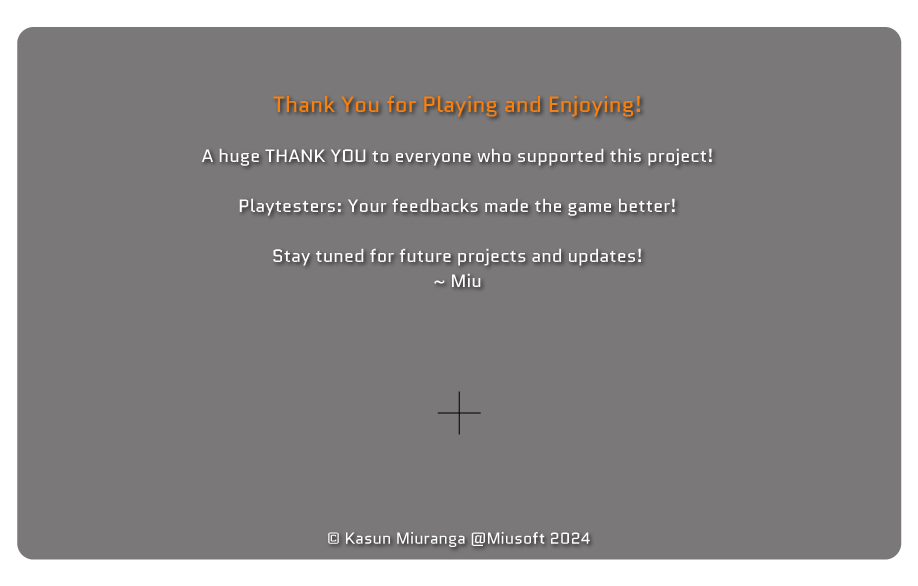 Thank You for Playing and Enjoying!
A huge THANK YOU to everyone who supported this project!
Playtesters: Your feedbacks made the game better!
Stay tuned for future projects and updates!
~ Miu
© Kasun Miuranga @Miusoft 2024